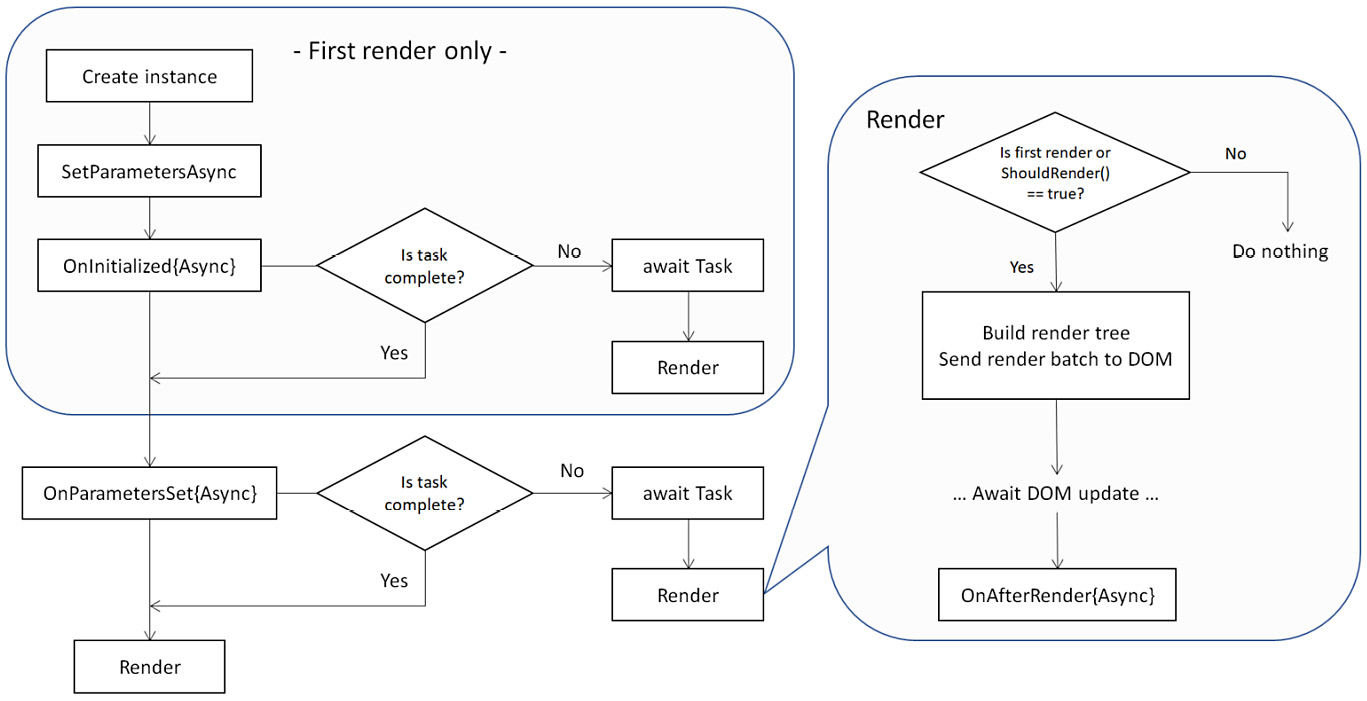 - First render only -
Create instance
SetParametersAsync
OnInitialized{Async}
Is task
complete?
No
await Task
Render
Yes
OnParametersSet{Async}
Is task
complete?
No
await Task
Render
Yes
Render
Render
Is first render or
ShouldRender()
== true?
No
Do nothing
Yes
Build render tree
Send render batch to DOM
... Await DOM update ...
OnAfterRender{Async}